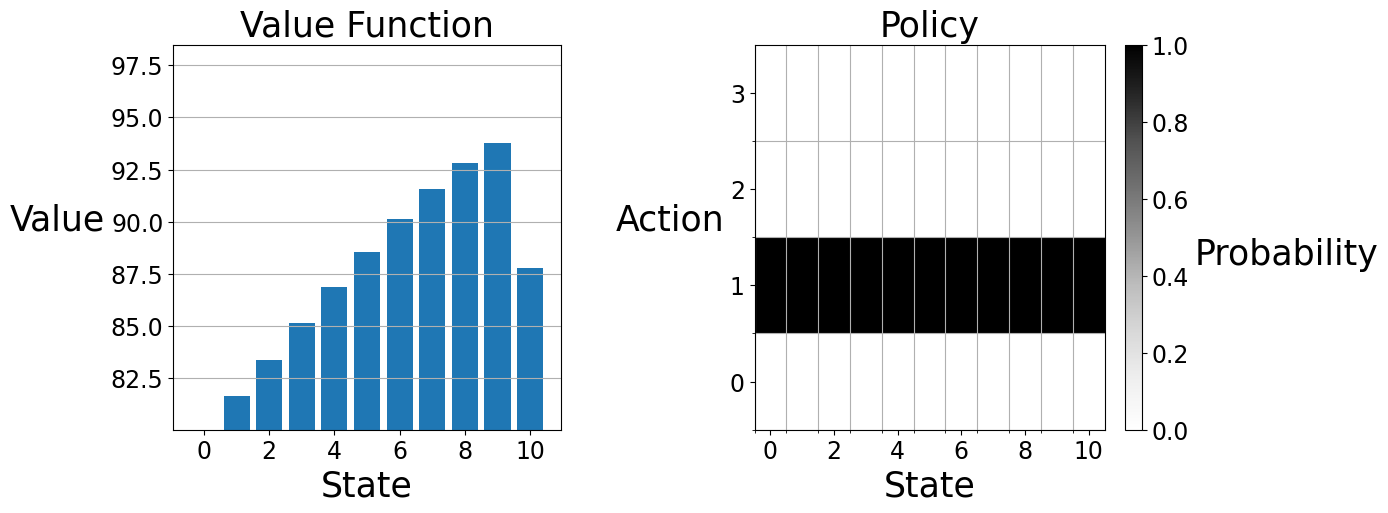 Value Function
Value
97.5
95.0
92.5
90.0
87.5
85.0
82.5
0 2 4 6 8 10
State
Policy
Action
3
2
1
0
0 2 4 6 8 10
State
1.0
0.8
0.6
0.4
0.2
0.0
Probability